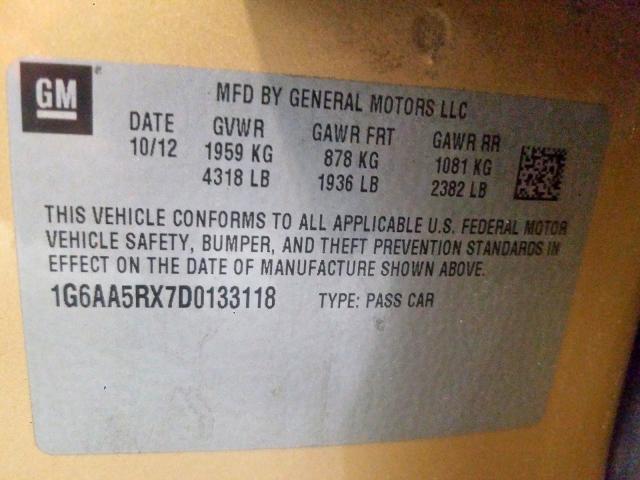 GM
MFD BY GENERAL MOTORS LLC
DATE GVWR GAWR FRT GAWR RR
10/12 1959 KG 878 KG 1081 KG
4318 LB 1936 LB 2382 LB
THIS VEHICLE CONFORMS TO ALL APPLICABLE U.S. FEDERAL MOTOR
VEHICLE SAFETY, BUMPER, AND THEFT PREVENTION STANDARDS IN
EFFECT ON THE DATE OF MANUFACTURE SHOWN ABOVE.
1G6AA5RX7D0133118 TYPE: PASS CAR